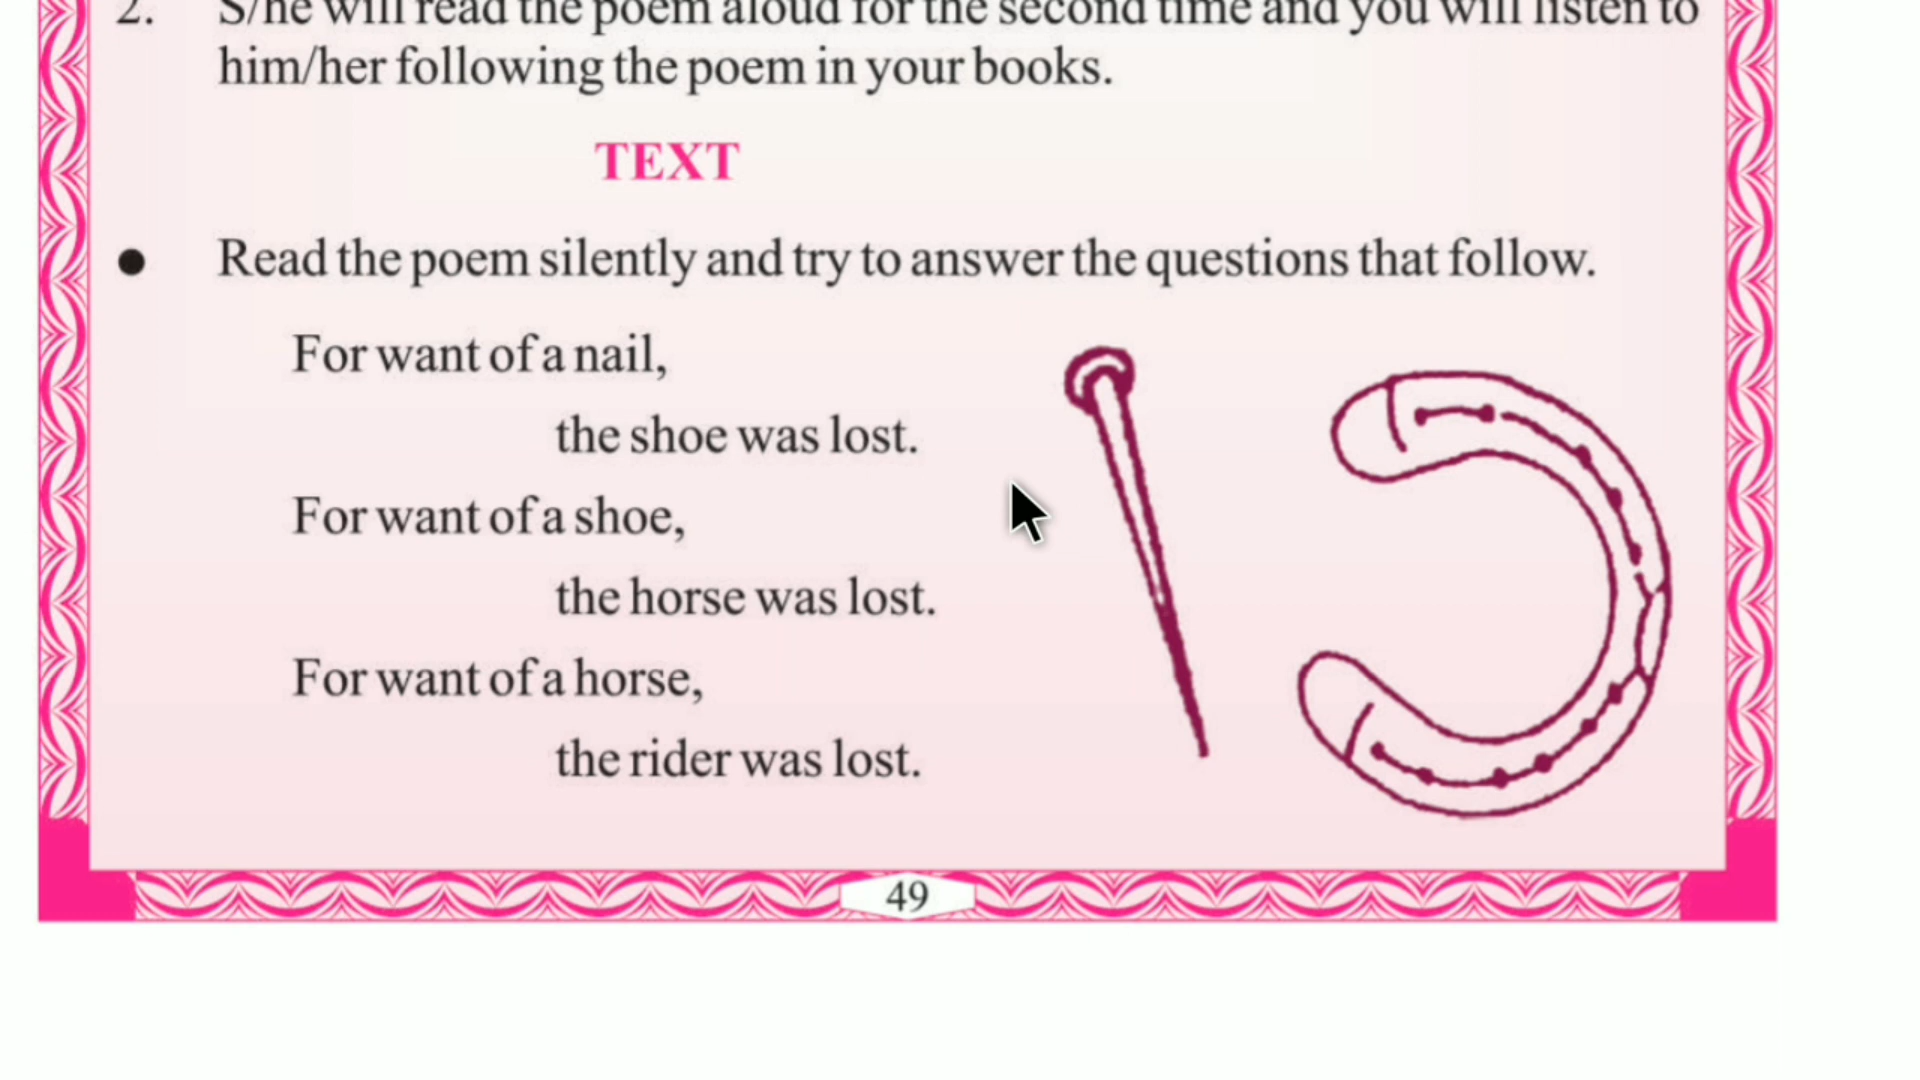 2. S/he will read the poem aloud for the second time and you will listen to
him/her following the poem in your books.
TEXT
● Read the poem silently and try to answer the questions that follow.
For want of a nail,
the shoe was lost.
For want of a shoe,
the horse was lost.
For want of a horse,
the rider was lost.
49